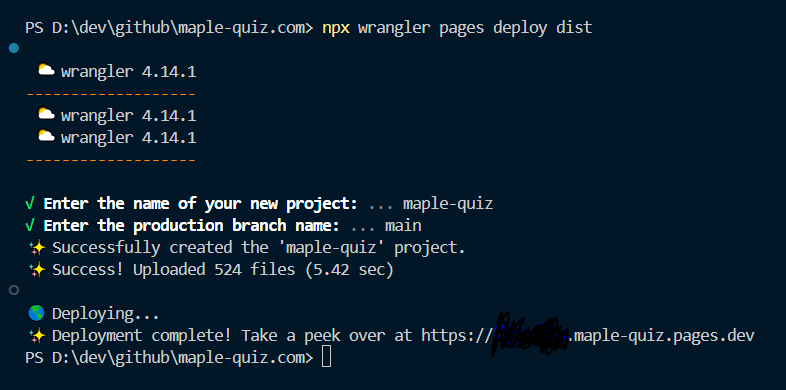 PS D:\dev\github\maple-quiz.com> npx wrangler pages deploy dist
⛅ wrangler 4.14.1
-------------------
⛅ wrangler 4.14.1
⛅ wrangler 4.14.1
-------------------
√ Enter the name of your new project: ... maple-quiz
√ Enter the production branch name: ... main
✨ Successfully created the 'maple-quiz' project.
✨ Success! Uploaded 524 files (5.42 sec)
🌎 Deploying...
✨ Deployment complete! Take a peek over at https:// .maple-quiz.pages.dev
PS D:\dev\github\maple-quiz.com>